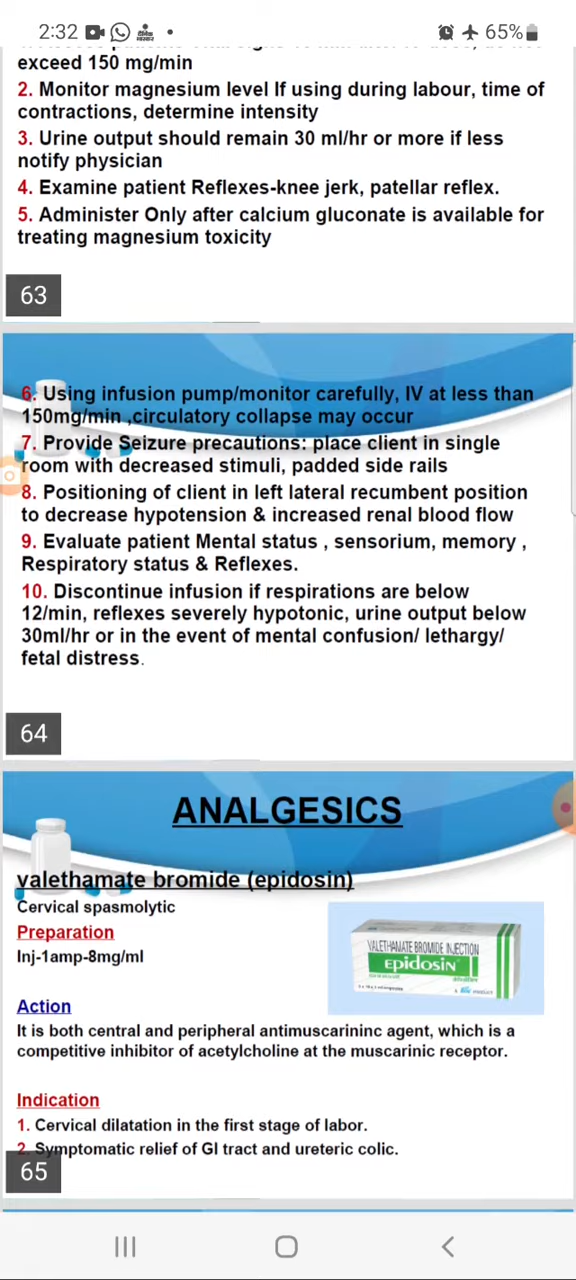 2:32
65%
exceed 150 mg/min
2. Monitor magnesium level If using during labour, time of
contractions, determine intensity
3. Urine output should remain 30 ml/hr or more if less
notify physician
4. Examine patient Reflexes-knee jerk, patellar reflex.
5. Administer Only after calcium gluconate is available for
treating magnesium toxicity
63
6. Using infusion pump/monitor carefully, IV at less than
150mg/min ,circulatory collapse may occur
7. Provide Seizure precautions: place client in single
room with decreased stimuli, padded side rails
8. Positioning of client in left lateral recumbent position
to decrease hypotension & increased renal blood flow
9. Evaluate patient Mental status , sensorium, memory ,
Respiratory status & Reflexes.
10. Discontinue infusion if respirations are below
12/min, reflexes severely hypotonic, urine output below
30ml/hr or in the event of mental confusion/ lethargy/
fetal distress.
64
ANALGESICS
valethamate bromide (epidosin)
Cervical spasmolytic
Preparation
Inj-1amp-8mg/ml
VALETHAMATE BROMIDE INJECTION
EPIDOSIN
Action
It is both central and peripheral antimuscarininc agent, which is a
competitive inhibitor of acetylcholine at the muscarinic receptor.
Indication
1. Cervical dilatation in the first stage of labor.
2. Symptomatic relief of GI tract and ureteric colic.
65